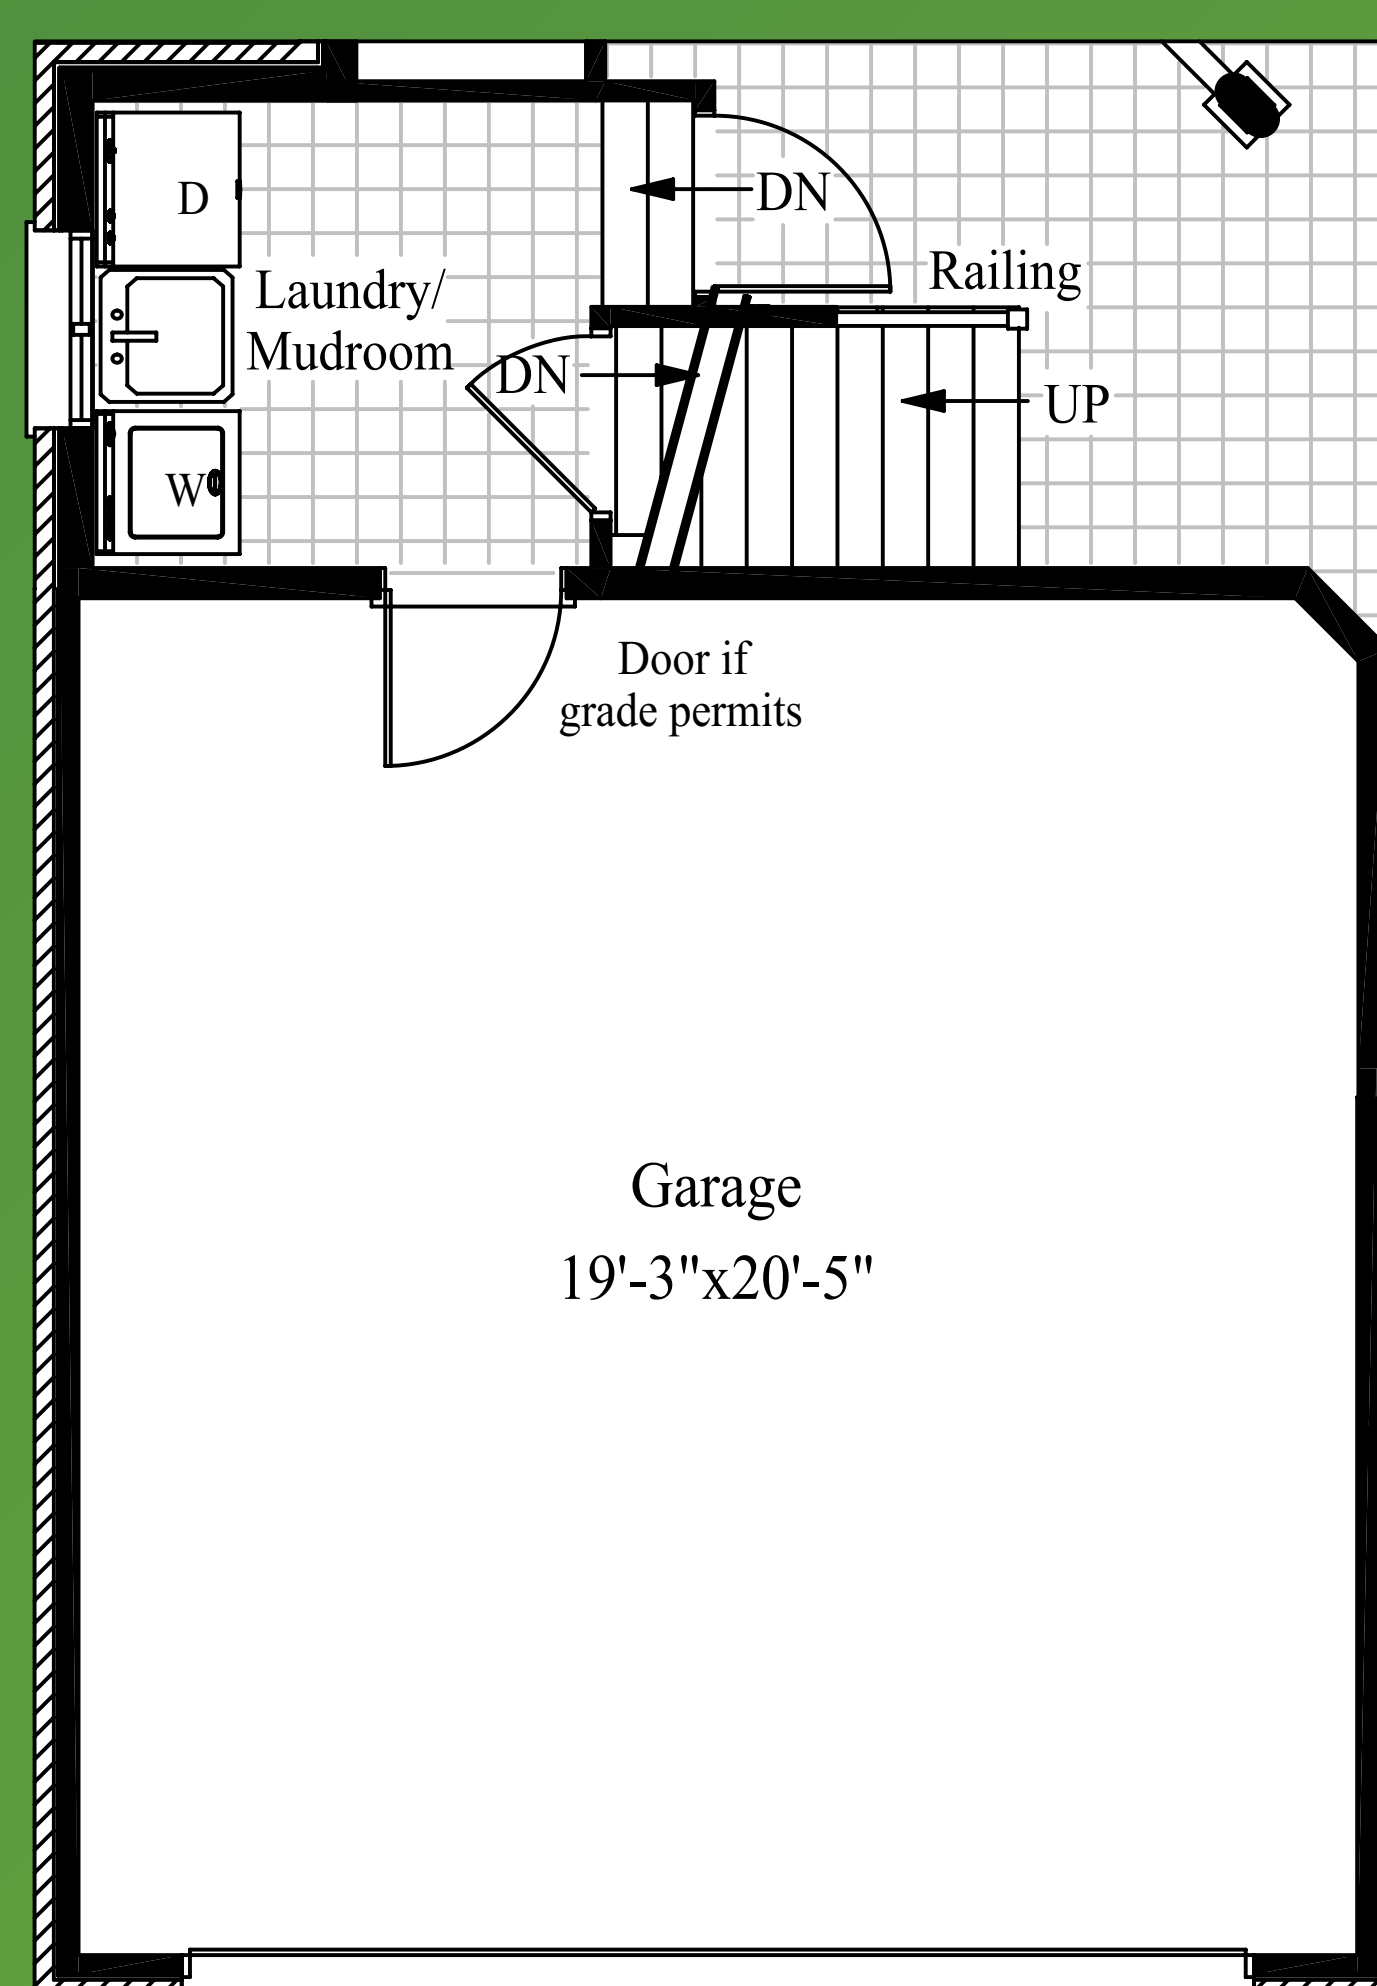 D
DN
Laundry/
Mudroom
Railing
DN
UP
W
Door if
grade permits
Garage
19'-3"x20'-5"